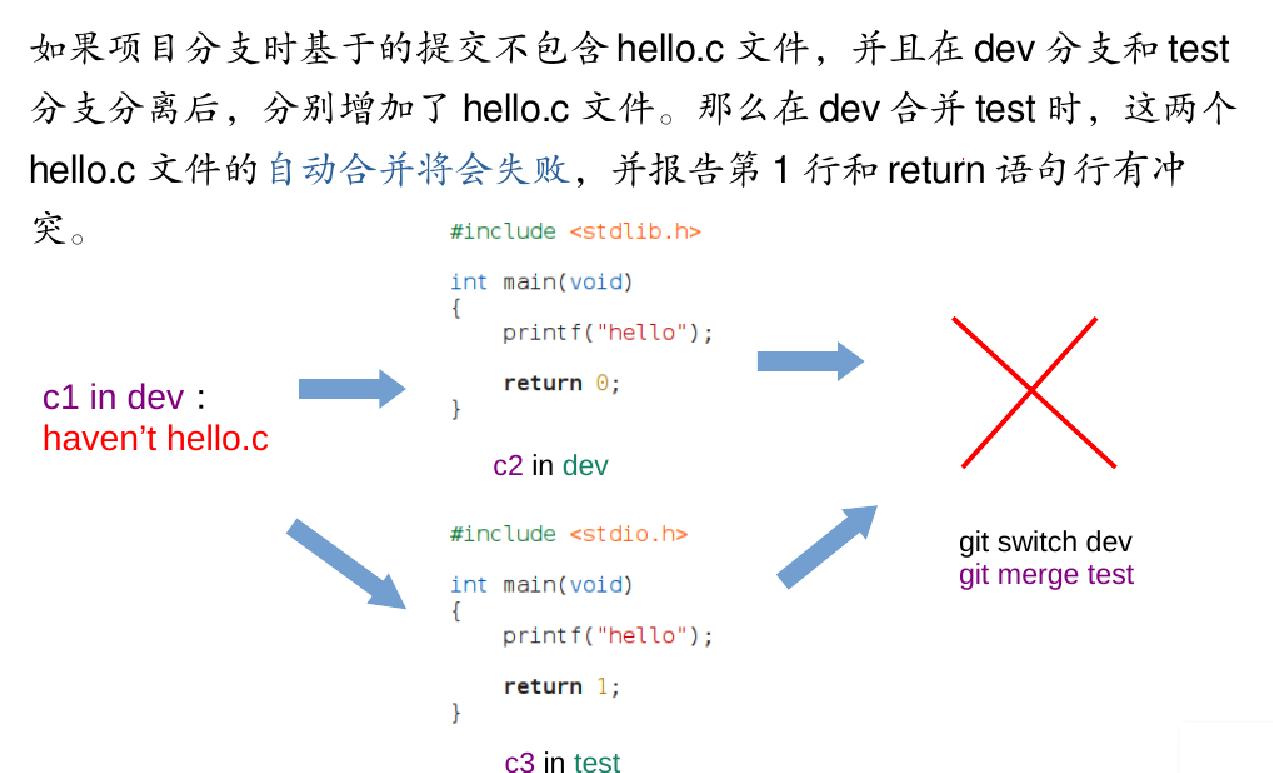 如果项目分支时基于的提交不包含 hello.c 文件，并且在 dev 分支和 test
分支分离后，分别增加了 hello.c 文件。那么在 dev 合并 test 时，这两个
hello.c 文件的自动合并将会失败，并报告第 1 行和 return 语句行有冲
突。
#include <stdlib.h>
int main(void)
{
    printf("hello");
    return 0;
}
c2 in dev
c1 in dev：
haven’t hello.c
#include <stdio.h>
int main(void)
{
    printf("hello");
    return 1;
}
c3 in test
git switch dev
git merge test